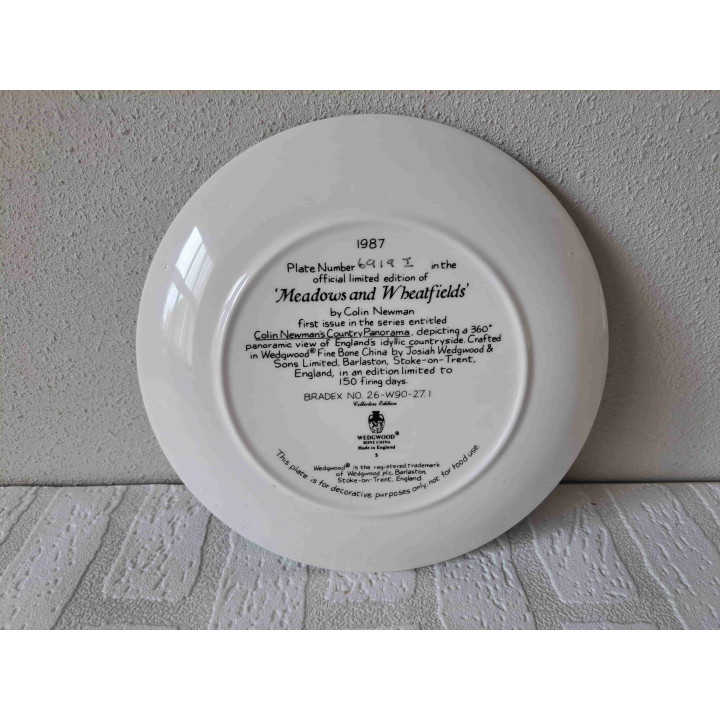 1987
Plate Number 6919 I in the
official limited edition of
'Meadows and Wheatfields'
by Colin Newman
first issue in the series entitled
Colin Newman's Country Panorama, depicting a 360°
panoramic view of England's idyllic countryside. Crafted
in Wedgwood® Fine Bone China by Josiah Wedgwood &
Sons Limited, Barlaston, Stoke-on-Trent,
England, in an edition limited to
150 firing days.
BRADEX NO. 26-W90-27.1
Collectors Edition
WEDGWOOD®
BONE CHINA
Made in England
S
Wedgwood® is the registered trademark
of Wedgwood plc, Barlaston,
Stoke-on-Trent, England.
This plate is for decorative purposes only, not for food use.